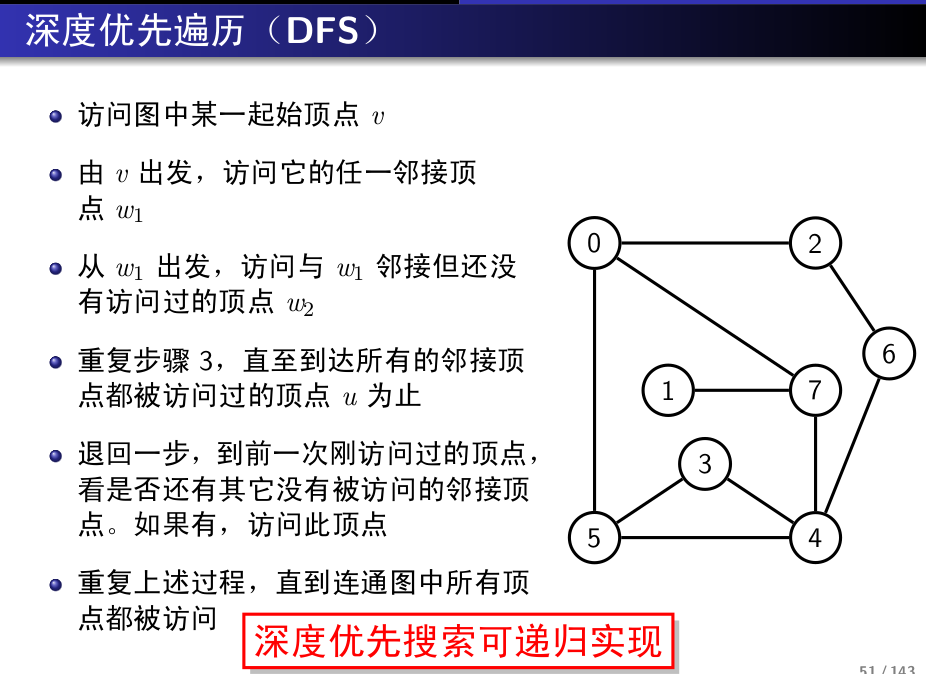 深度优先遍历（DFS）
访问图中某一起始顶点 v
由 v 出发，访问它的任一邻接顶
点 w1
从 w1 出发，访问与 w1 邻接但还没
有访问过的顶点 w2
重复步骤 3，直至到达所有的邻接顶
点都被访问过的顶点 u 为止
退回一步，到前一次刚访问过的顶点，
看是否还有其它没有被访问的邻接顶
点。如果有，访问此顶点
重复上述过程，直到连通图中所有顶
点都被访问
0
2
6
1
7
3
5
4
深度优先搜索可递归实现
51 / 143